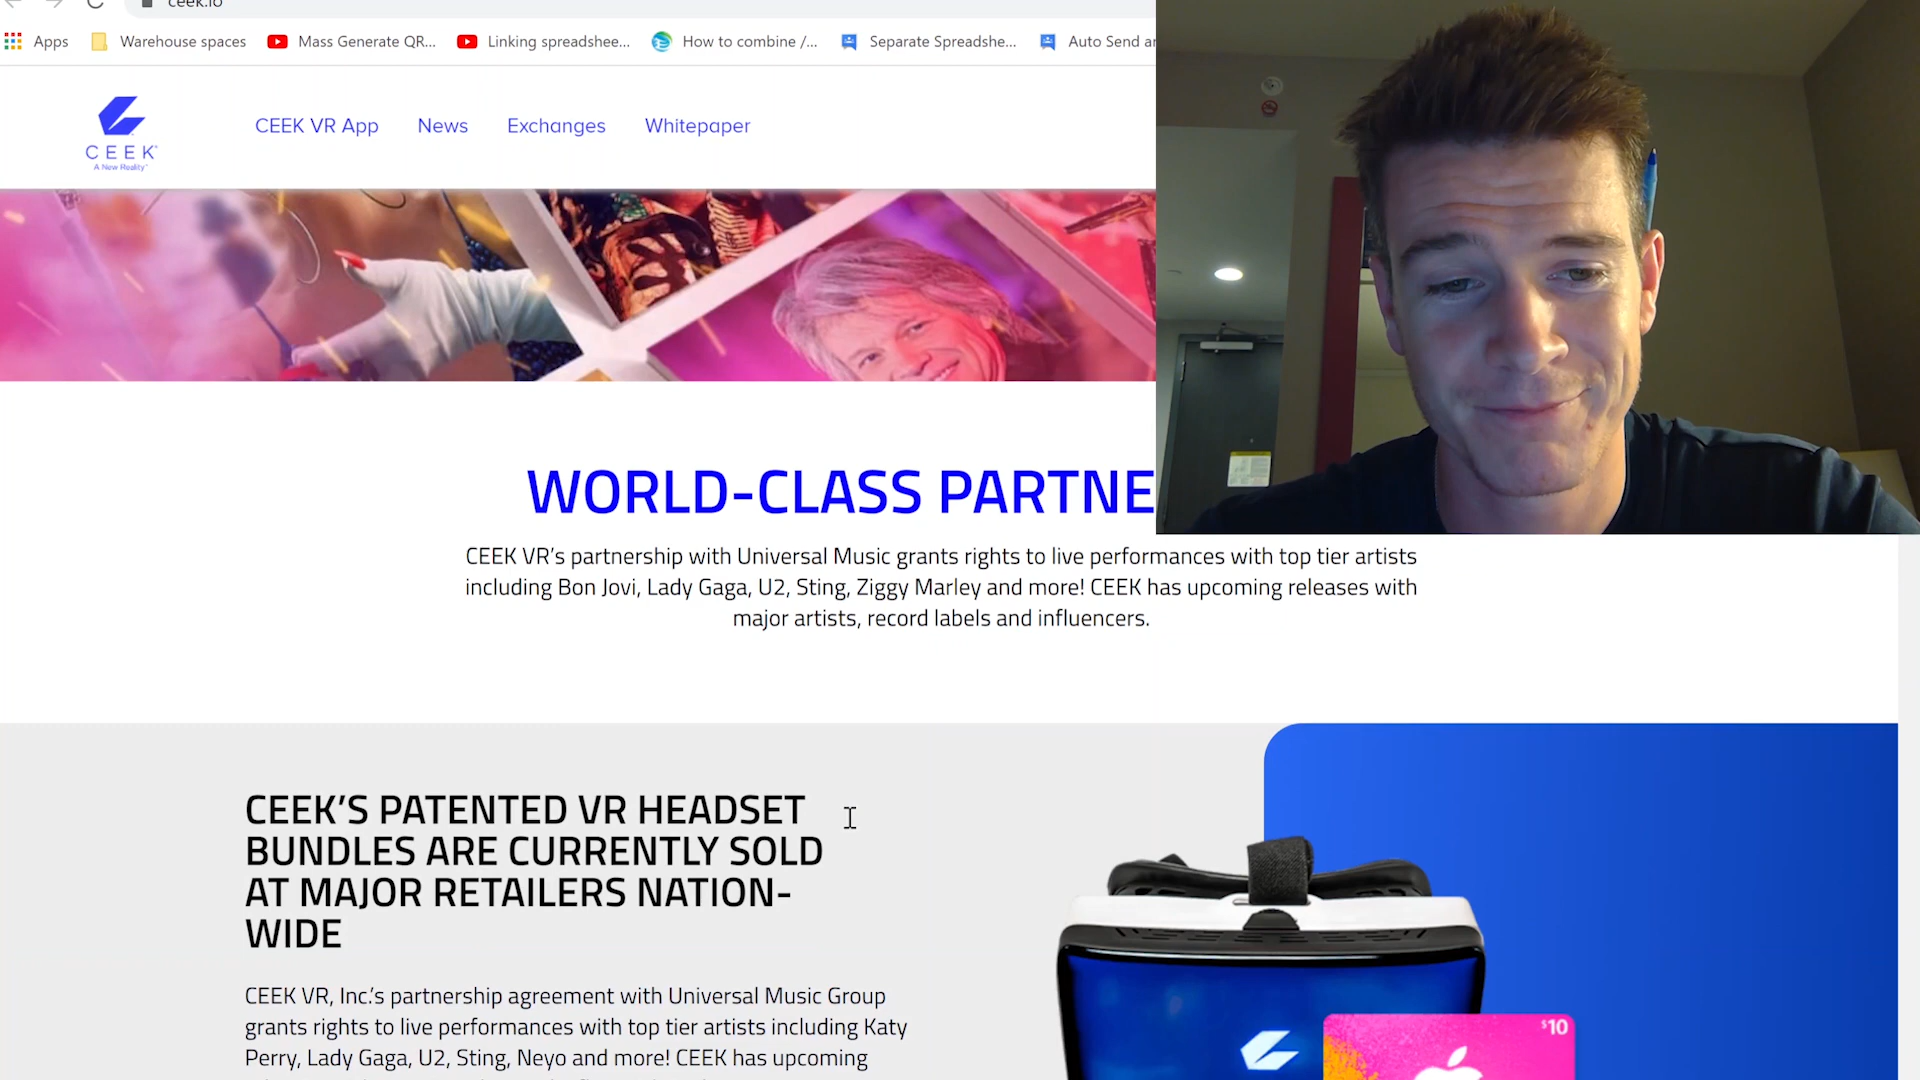 ceek.io
Apps Warehouse spaces Mass Generate QR... Linking spreadshee... How to combine /... Separate Spreadshe... Auto Send an
CEEK VR App News Exchanges Whitepaper
CEEK
A New Reality
WORLD-CLASS PARTNE
CEEK VR’s partnership with Universal Music grants rights to live performances with top tier artists
including Bon Jovi, Lady Gaga, U2, Sting, Ziggy Marley and more! CEEK has upcoming releases with
major artists, record labels and influencers.
CEEK’S PATENTED VR HEADSET
BUNDLES ARE CURRENTLY SOLD
AT MAJOR RETAILERS NATION-
WIDE
CEEK VR, Inc.’s partnership agreement with Universal Music Group
grants rights to live performances with top tier artists including Katy
Perry, Lady Gaga, U2, Sting, Neyo and more! CEEK has upcoming
$10